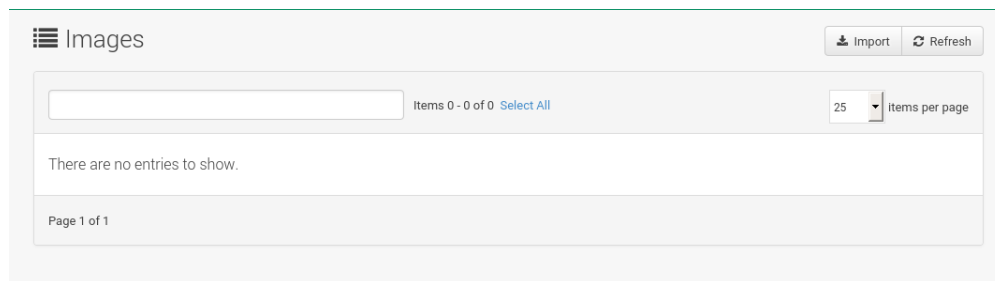 Images
Import Refresh
Items 0 - 0 of 0 Select All 25 items per page
There are no entries to show.
Page 1 of 1